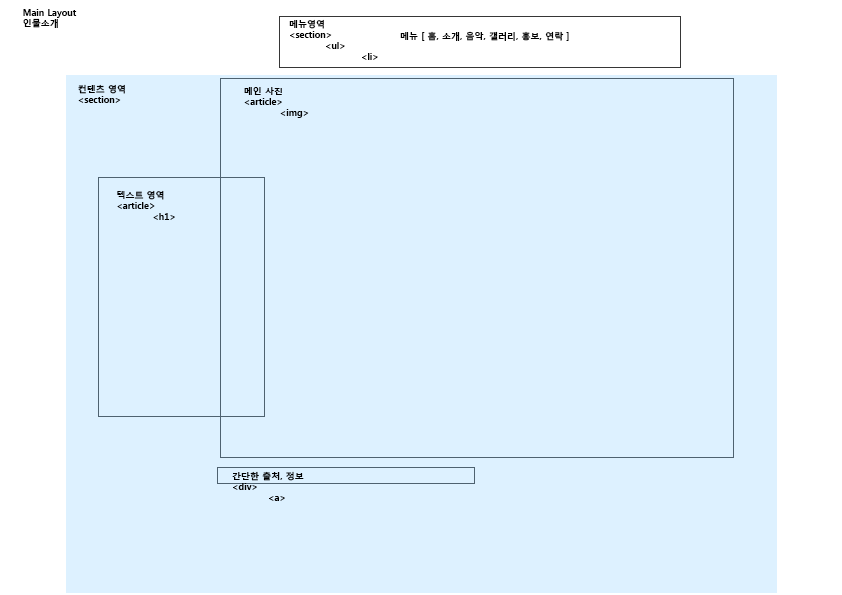 Main Layout
인물소개
메뉴영역
<section> 메뉴 [ 홈, 소개, 음악, 갤러리, 홍보, 연락 ]
<ul>
<li>
컨텐츠 영역
<section>
메인 사진
<article>
<img>
텍스트 영역
<article>
<h1>
간단한 출처, 정보
<div>
<a>